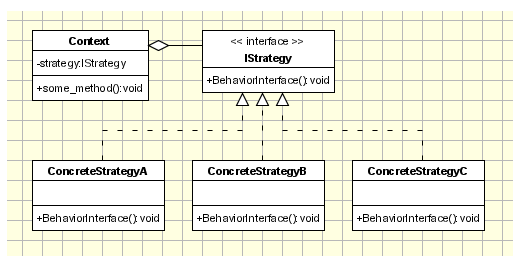 Context
-strategy:IStrategy
+some_method():void
<< interface >>
IStrategy
+BehaviorInterface():void
ConcreteStrategyA
+BehaviorInterface():void
ConcreteStrategyB
+BehaviorInterface():void
ConcreteStrategyC
+BehaviorInterface():void